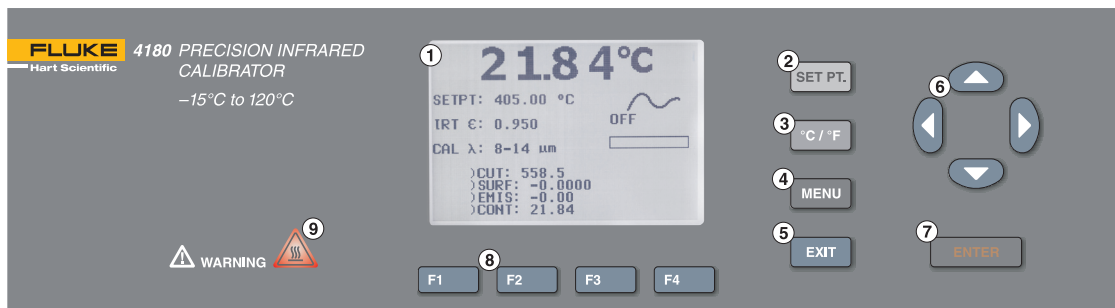 FLUKE
Hart Scientific
4180 PRECISION INFRARED
CALIBRATOR
–15°C to 120°C
1
21.84°C
SETPT: 405.00 °C
IRT ε: 0.950
CAL λ: 8-14 µm
OFF
)CUT: 558.5
)SURF: -0.0000
)EMIS: -0.00
)CONT: 21.84
2
SET PT.
3
°C / °F
4
MENU
5
EXIT
6
7
ENTER
8
F1
F2
F3
F4
WARNING
9